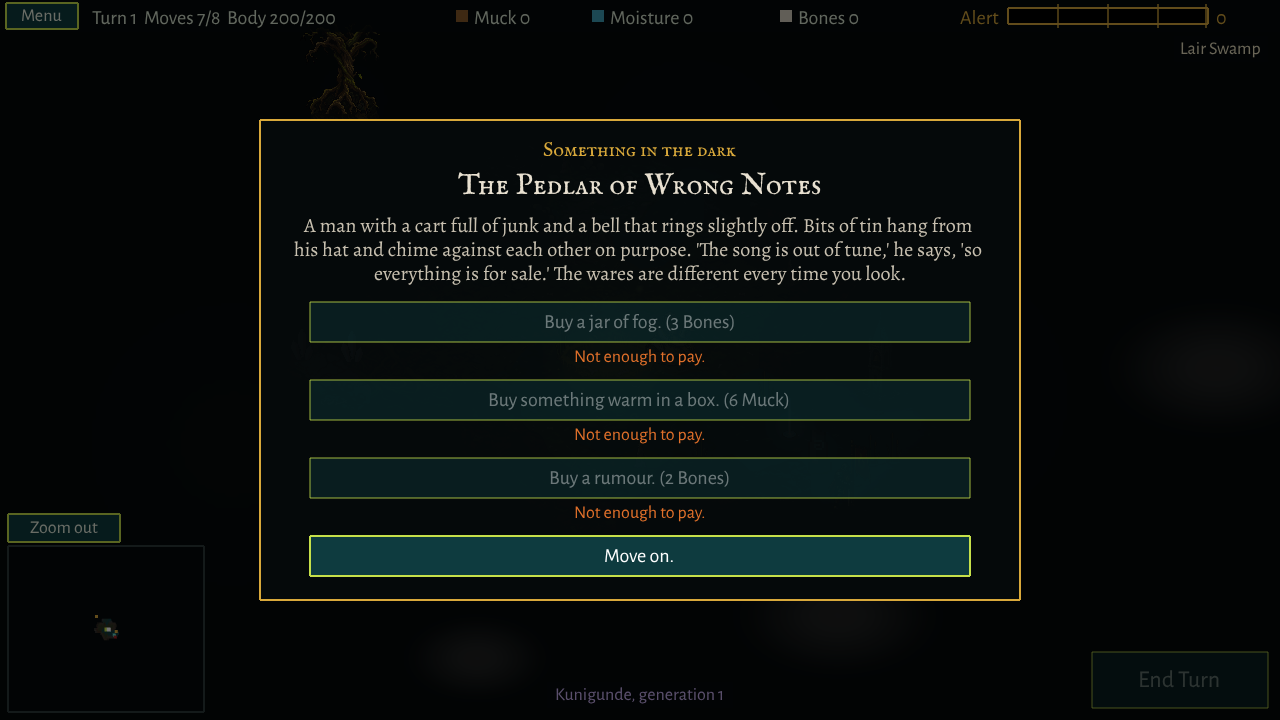 Menu
Turn 1 Moves 7/8 Body 200/200
Muck 0
Moisture 0
Bones 0
Alert
0
Lair Swamp
Something in the dark
The Pedlar of Wrong Notes
A man with a cart full of junk and a bell that rings slightly off. Bits of tin hang from
his hat and chime against each other on purpose. 'The song is out of tune,' he says, 'so
everything is for sale.' The wares are different every time you look.
Buy a jar of fog. (3 Bones)
Not enough to pay.
Buy something warm in a box. (6 Muck)
Not enough to pay.
Buy a rumour. (2 Bones)
Not enough to pay.
Move on.
Zoom out
Kunigunde, generation 1
End Turn